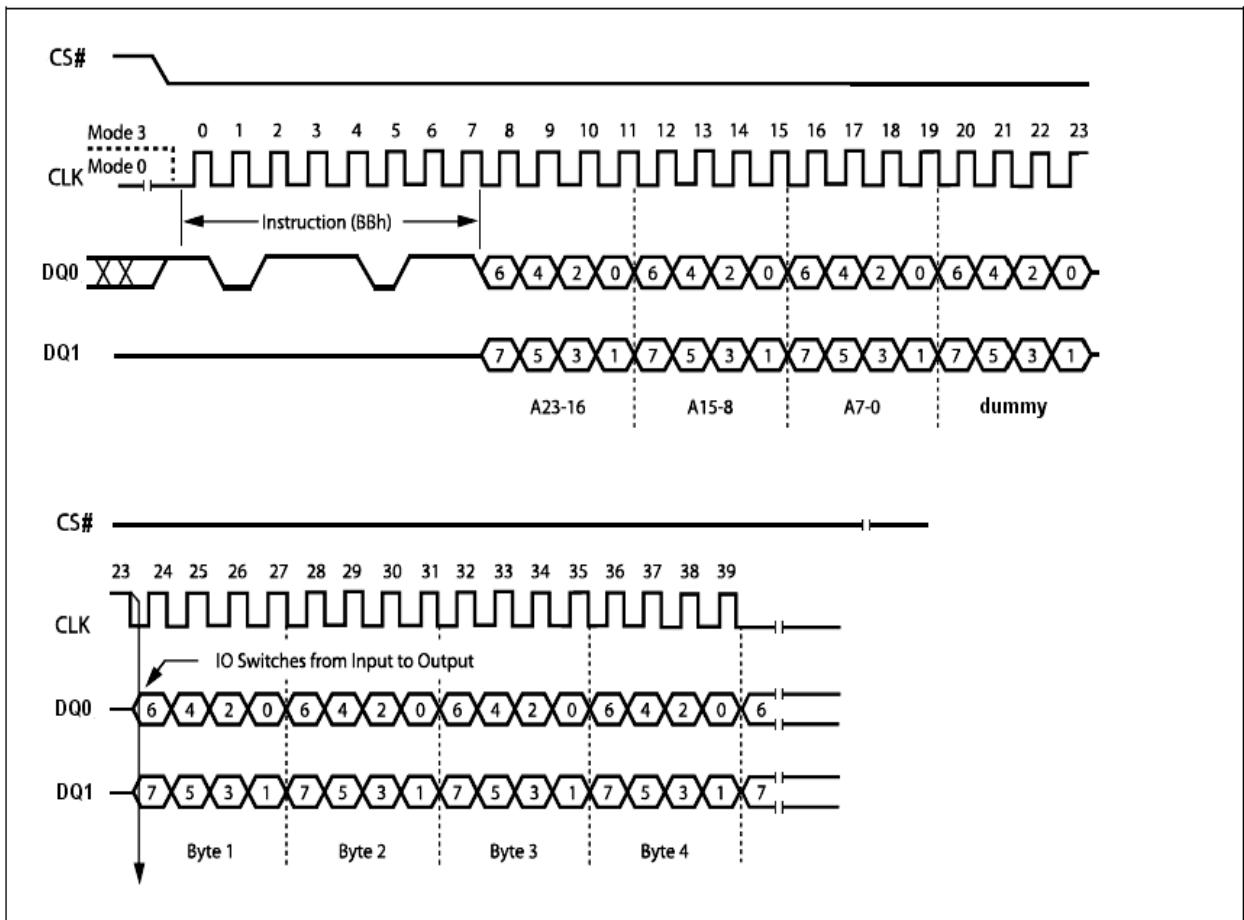 CS#
Mode 3
0 1 2 3 4 5 6 7 8 9 10 11 12 13 14 15 16 17 18 19 20 21 22 23
Mode 0
CLK
Instruction (BBh)
DQ0 6 4 2 0 6 4 2 0 6 4 2 0 6 4 2 0
DQ1 7 5 3 1 7 5 3 1 7 5 3 1 7 5 3 1
A23-16 A15-8 A7-0 dummy
CS#
23 24 25 26 27 28 29 30 31 32 33 34 35 36 37 38 39
CLK
IO Switches from Input to Output
DQ0 6 4 2 0 6 4 2 0 6 4 2 0 6 4 2 0 6
DQ1 7 5 3 1 7 5 3 1 7 5 3 1 7 5 3 1 7
Byte 1 Byte 2 Byte 3 Byte 4